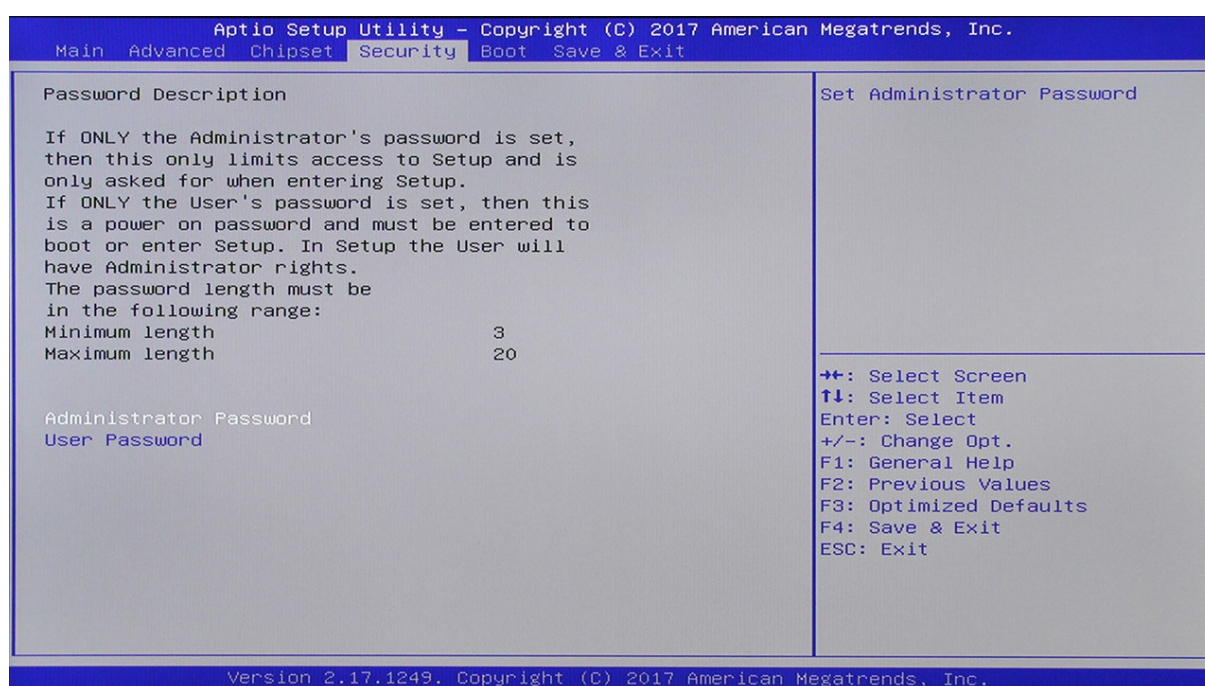 Aptio Setup Utility – Copyright (C) 2017 American Megatrends, Inc.
Main Advanced Chipset Security Boot Save & Exit
Password Description
If ONLY the Administrator's password is set,
then this only limits access to Setup and is
only asked for when entering Setup.
If ONLY the User's password is set, then this
is a power on password and must be entered to
boot or enter Setup. In Setup the User will
have Administrator rights.
The password length must be
in the following range:
Minimum length 3
Maximum length 20
Administrator Password
User Password
Set Administrator Password
→←: Select Screen
↑↓: Select Item
Enter: Select
+/-: Change Opt.
F1: General Help
F2: Previous Values
F3: Optimized Defaults
F4: Save & Exit
ESC: Exit
Version 2.17.1249. Copyright (C) 2017 American Megatrends, Inc.